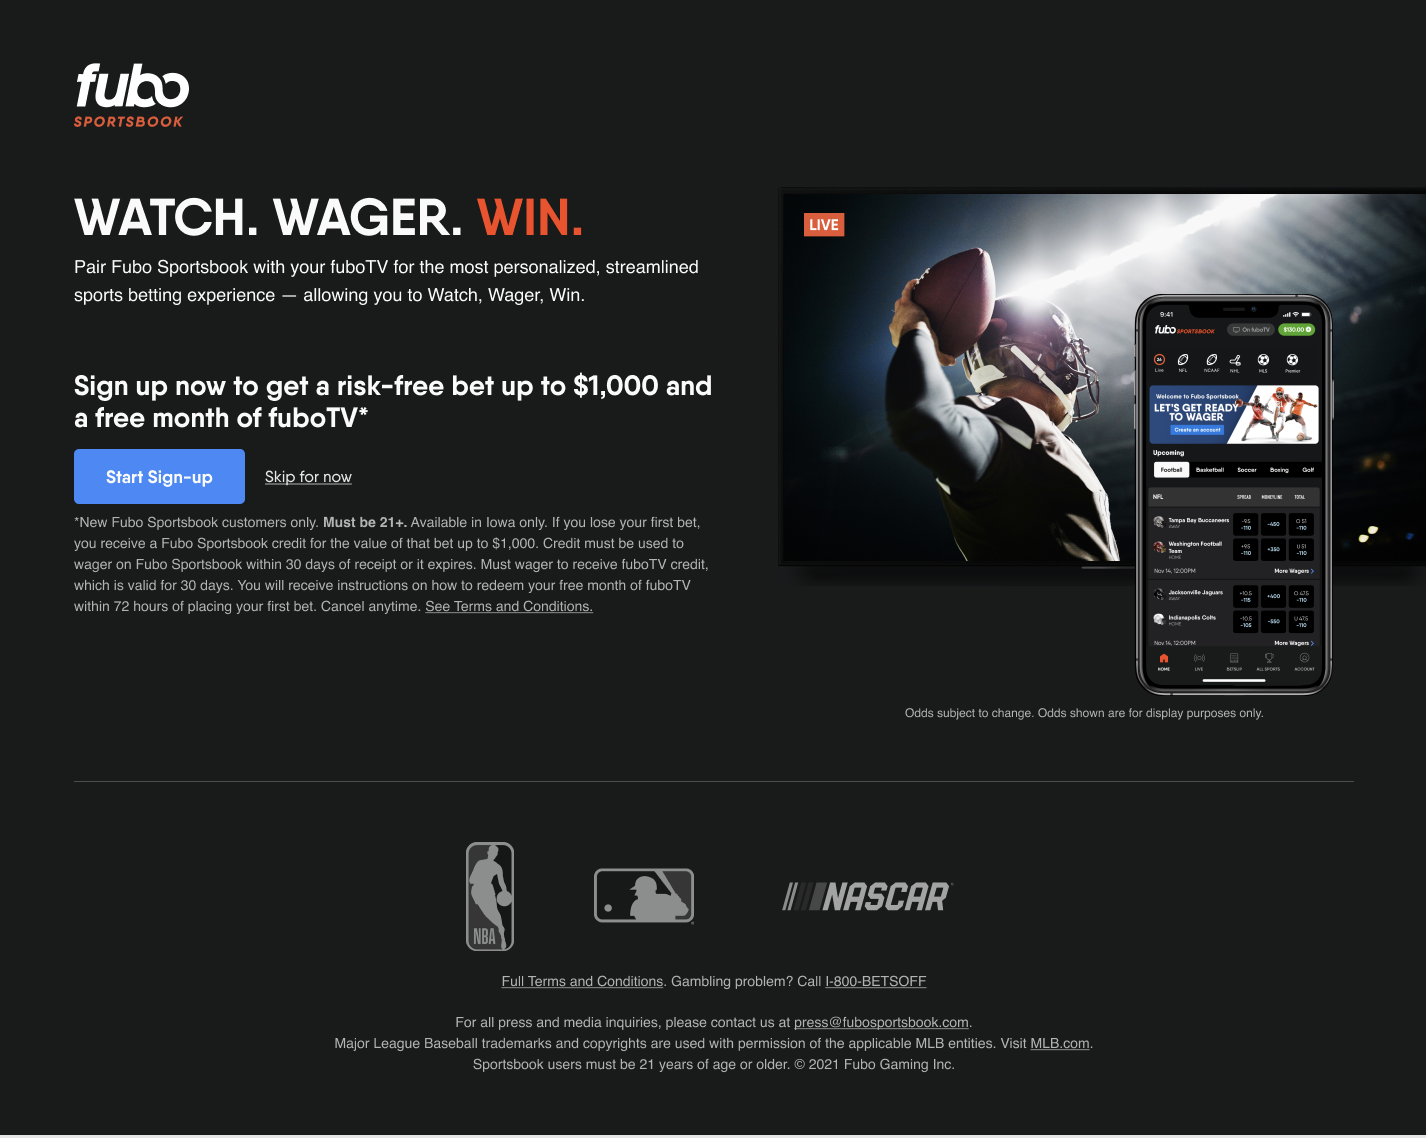 fubo
SPORTSBOOK
WATCH. WAGER. WIN.
Pair Fubo Sportsbook with your fuboTV for the most personalized, streamlined
sports betting experience — allowing you to Watch, Wager, Win.
Sign up now to get a risk-free bet up to $1,000 and
a free month of fuboTV*
Start Sign-up
Skip for now
*New Fubo Sportsbook customers only. Must be 21+. Available in Iowa only. If you lose your first bet,
you receive a Fubo Sportsbook credit for the value of that bet up to $1,000. Credit must be used to
wager on Fubo Sportsbook within 30 days of receipt or it expires. Must wager to receive fuboTV credit,
which is valid for 30 days. You will receive instructions on how to redeem your free month of fuboTV
within 72 hours of placing your first bet. Cancel anytime. See Terms and Conditions.
LIVE
9:41
fubo SPORTSBOOK On fuboTV $130.00
Live NFL NCAAF NHL MLS Premier
Welcome to Fubo Sportsbook
LET'S GET READY
TO WAGER
Create an account
Upcoming
Football Basketball Soccer Boxing Golf
NFL SPREAD MONEYLINE TOTAL
Tampa Bay Buccaneers -9.5 -110 -450 O 51 -110
AWAY
Washington Football Team +9.5 -110 +350 U 51 -110
HOME
Nov 14, 12:00PM More Wagers
Jacksonville Jaguars +10.5 -115 +400 O 47.5 -110
AWAY
Indianapolis Colts -10.5 -105 -550 U 47.5 -110
HOME
Nov 14, 12:00PM More Wagers
HOME LIVE BETSLIP ALL SPORTS ACCOUNT
Odds subject to change. Odds shown are for display purposes only.
NBA
NASCAR
Full Terms and Conditions. Gambling problem? Call I-800-BETSOFF
For all press and media inquiries, please contact us at press@fubosportsbook.com.
Major League Baseball trademarks and copyrights are used with permission of the applicable MLB entities. Visit MLB.com.
Sportsbook users must be 21 years of age or older. © 2021 Fubo Gaming Inc.